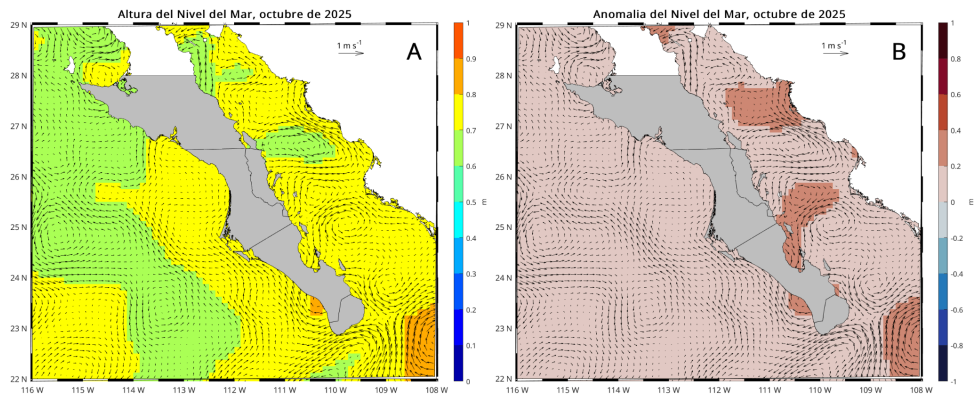 Altura del Nivel del Mar, octubre de 2025
A
1 m s⁻¹
29 N
28 N
27 N
26 N
25 N
24 N
23 N
22 N
116 W
115 W
114 W
113 W
112 W
111 W
110 W
109 W
108 W
1
0.9
0.8
0.7
0.6
0.5
0.4
0.3
0.2
0.1
0
m
Anomalia del Nivel del Mar, octubre de 2025
B
1 m s⁻¹
29 N
28 N
27 N
26 N
25 N
24 N
23 N
22 N
116 W
115 W
114 W
113 W
112 W
111 W
110 W
109 W
108 W
1
0.8
0.6
0.4
0.2
0
-0.2
-0.4
-0.6
-0.8
-1
m